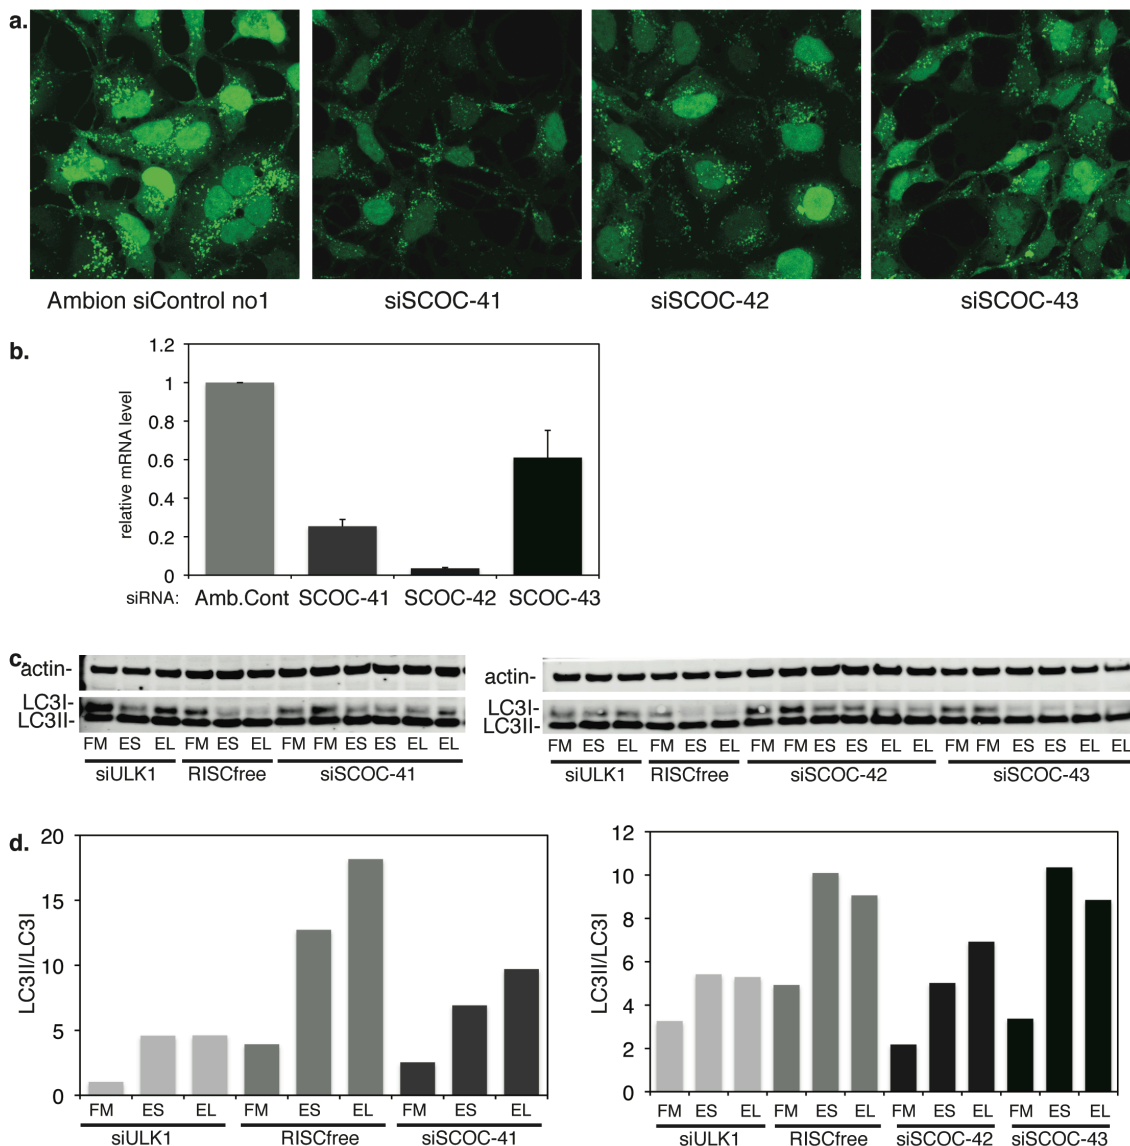 a.
Ambion siControl no1 siSCOC-41 siSCOC-42 siSCOC-43
b.
1.2
1
0.8
0.6
0.4
0.2
0
relative mRNA level
siRNA: Amb.Cont SCOC-41 SCOC-42 SCOC-43
c.
actin-
LC3I-
LC3II-
FM ES EL FM ES EL FM FM ES ES EL EL
siULK1 RISCfree siSCOC-41
actin-
LC3I-
LC3II-
FM ES EL FM ES EL FM FM ES ES EL EL FM FM ES ES EL EL
siULK1 RISCfree siSCOC-42 siSCOC-43
d.
20
15
10
5
0
LC3II/LC3I
FM ES EL FM ES EL FM ES EL
siULK1 RISCfree siSCOC-41
12
10
8
6
4
2
0
LC3II/LC3I
FM ES EL FM ES EL FM ES EL FM ES EL
siULK1 RISCfree siSCOC-42 siSCOC-43